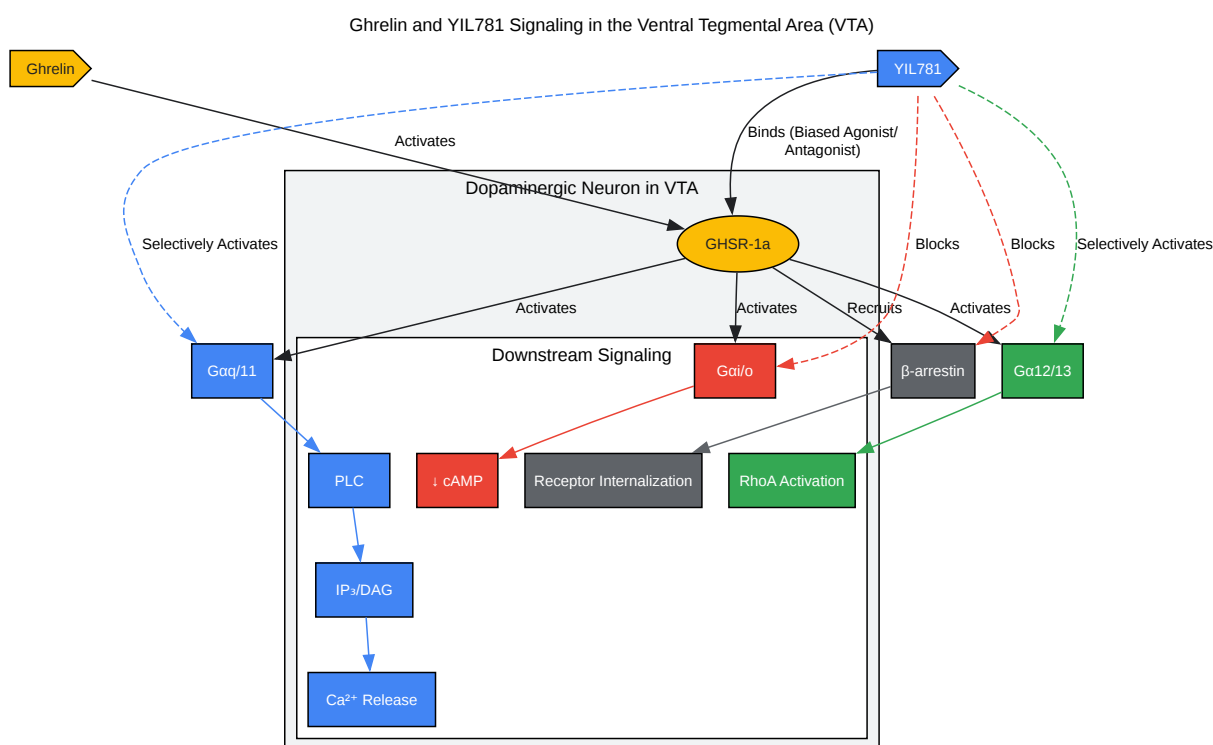 Ghrelin and YIL781 Signaling in the Ventral Tegmental Area (VTA)
Ghrelin
YIL781
Activates
Binds (Biased Agonist/
Antagonist)
Dopaminergic Neuron in VTA
Selectively Activates
GHSR-1a
Blocks
Blocks
Selectively Activates
Activates
Activates
Recruits
Activates
Downstream Signaling
Gαq/11
Gαi/o
β-arrestin
Gα12/13
PLC
↓ cAMP
Receptor Internalization
RhoA Activation
IP₃/DAG
Ca²⁺ Release